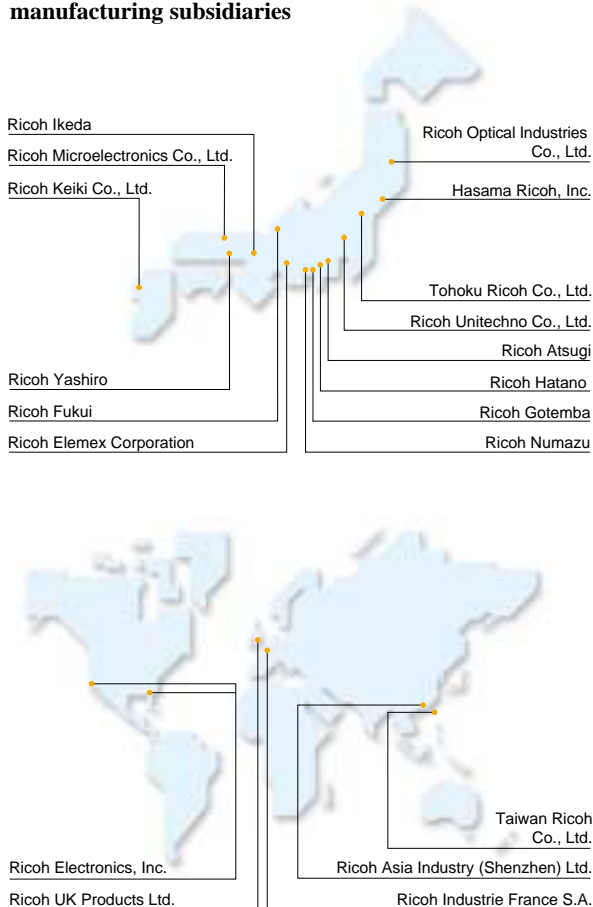 manufacturing subsidiaries
Ricoh Ikeda
Ricoh Microelectronics Co., Ltd.
Ricoh Keiki Co., Ltd.
Ricoh Optical Industries
Co., Ltd.
Hasama Ricoh, Inc.
Tohoku Ricoh Co., Ltd.
Ricoh Unitechno Co., Ltd.
Ricoh Atsugi
Ricoh Hatano
Ricoh Gotemba
Ricoh Numazu
Ricoh Yashiro
Ricoh Fukui
Ricoh Elemex Corporation
Taiwan Ricoh
Co., Ltd.
Ricoh Electronics, Inc.
Ricoh Asia Industry (Shenzhen) Ltd.
Ricoh UK Products Ltd.
Ricoh Industrie France S.A.